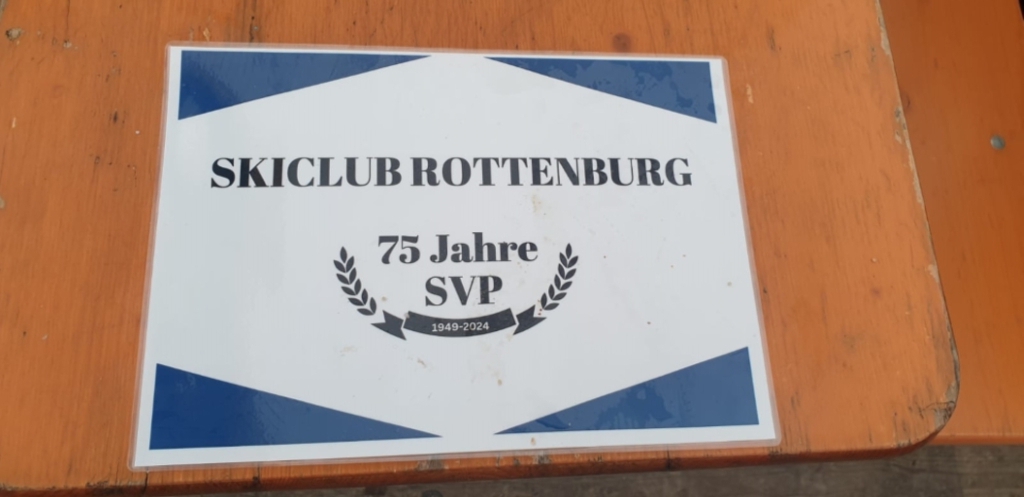 SKICLUB ROTTENBURG
75 Jahre
SVP
1949-2024